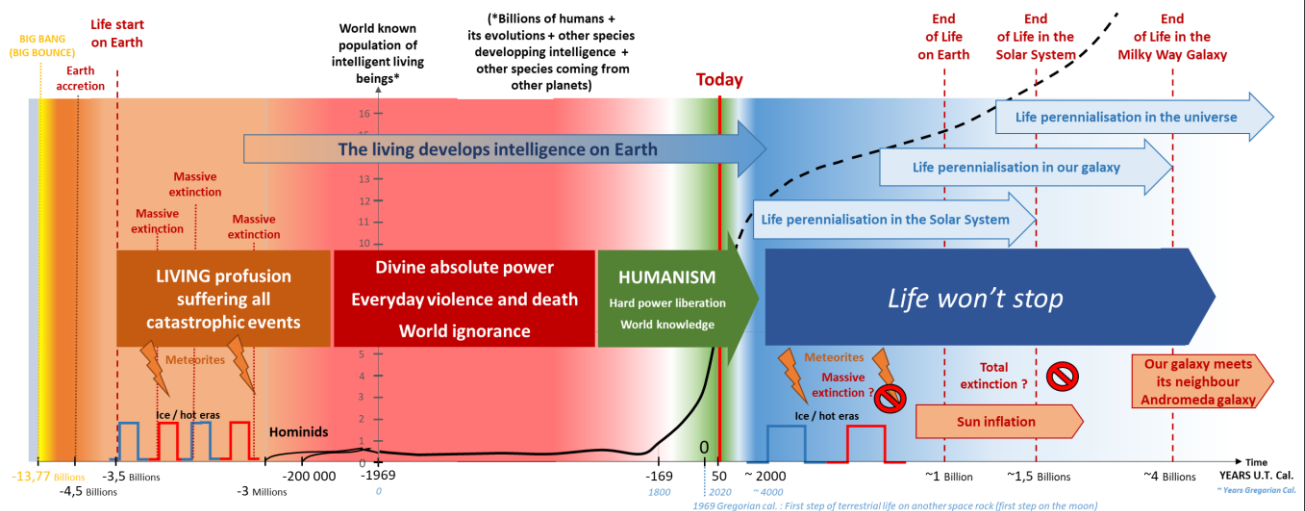 BIG BANG
(BIG BOUNCE)
Earth
accretion
Life start
on Earth
World known
population of
intelligent living
beings*
(*Billions of humans +
its evolutions + other species
developping intelligence +
other species coming from
other planets)
Today
End
of Life
on Earth
End
of Life in the
Solar System
End
of Life in the
Milky Way Galaxy
16
14
13
12
11
10
5
4
3
2
1
0
The living develops intelligence on Earth
Life perennialisation in the universe
Life perennialisation in our galaxy
Life perennialisation in the Solar System
Massive
extinction
Massive
extinction
Massive
extinction
LIVING profusion
suffering all
catastrophic events
Divine absolute power
Everyday violence and death
World ignorance
HUMANISM
Hard power liberation
World knowledge
Life won't stop
Meteorites
Ice / hot eras
Hominids
0
Meteorites
Massive
extinction ?
Ice / hot eras
Total
extinction ?
Sun inflation
Our galaxy meets
its neighbour
Andromeda galaxy
-13,77 Billions
-4,5 Billions
-3,5 Billions
-3 Millions
-200 000
-1969
0
-169
1800
50
2020
~ 2000
~4000
~1 Billion
~1,5 Billions
~4 Billions
Time
YEARS U.T. Cal.
~ Years Gregorian Cal.
1969 Gregorian cal. : First step of terrestrial life on another space rock (first step on the moon)